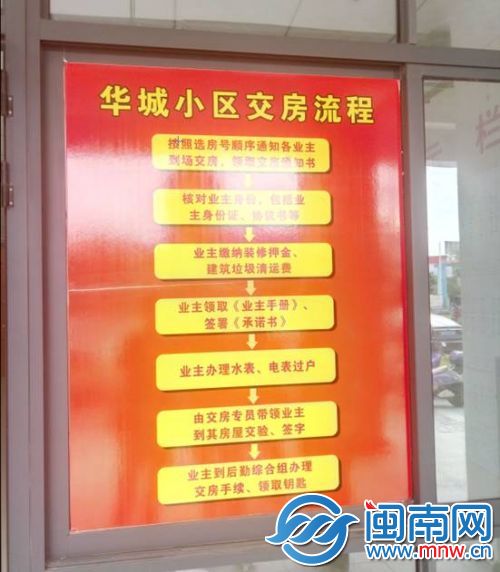 华城小区交房流程
按照选房号顺序通知各业主
到场交房、领取交房通知书
核对业主身份，包括业
主身份证、协议书等
业主缴纳装修押金、
建筑垃圾清运费
业主领取《业主手册》、
签署《承诺书》
业主办理水表、电表过户
由交房专员带领业主
到其房屋交验、签字
业主到后勤综合组办理
交房手续、领取钥匙
栏
闽南网
www.mnw.cn